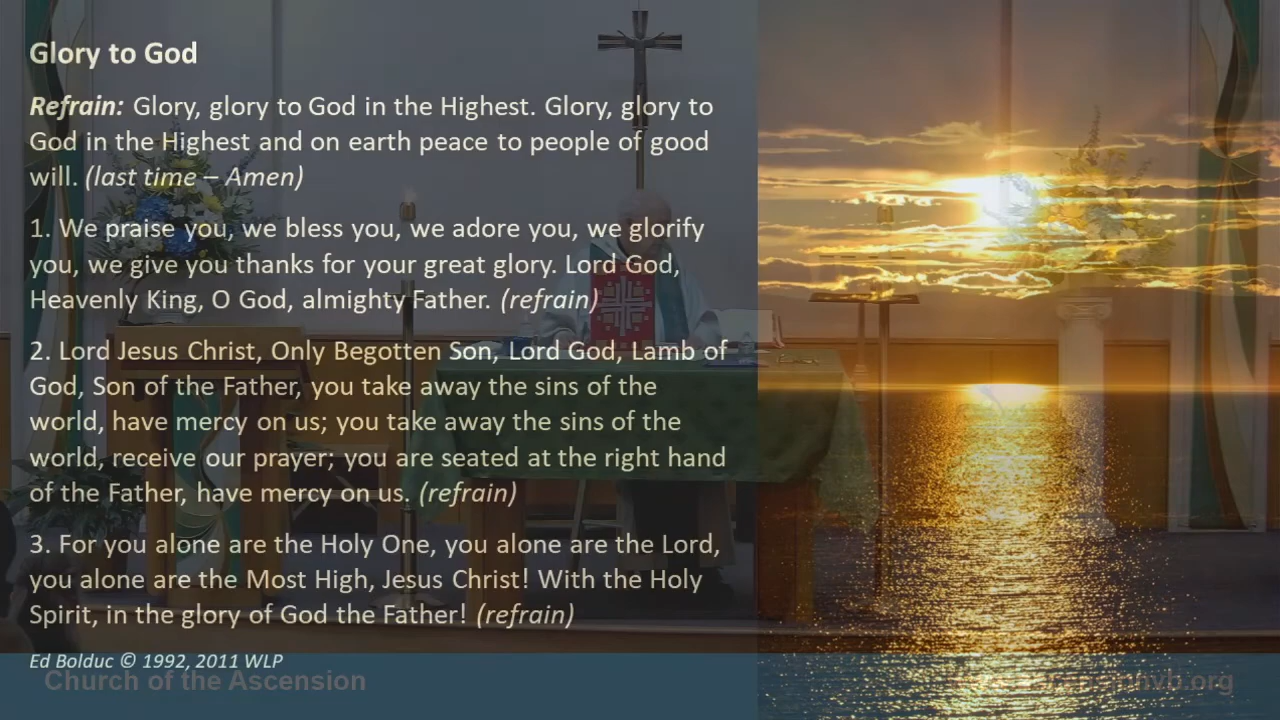 Glory to God
Refrain: Glory, glory to God in the Highest. Glory, glory to
God in the Highest and on earth peace to people of good
will. (last time – Amen)
1. We praise you, we bless you, we adore you, we glorify
you, we give you thanks for your great glory. Lord God,
Heavenly King, O God, almighty Father. (refrain)
2. Lord Jesus Christ, Only Begotten Son, Lord God, Lamb of
God, Son of the Father, you take away the sins of the
world, have mercy on us; you take away the sins of the
world, receive our prayer; you are seated at the right hand
of the Father, have mercy on us. (refrain)
3. For you alone are the Holy One, you alone are the Lord,
you alone are the Most High, Jesus Christ! With the Holy
Spirit, in the glory of God the Father! (refrain)
Ed Bolduc © 1992, 2011 WLP
Church of the Ascension